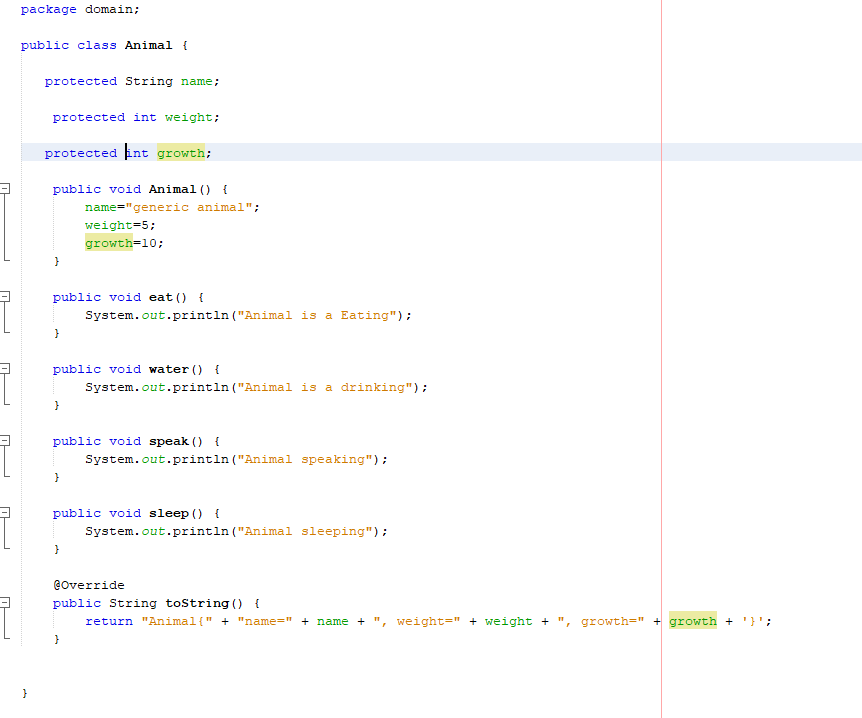 package domain;
public class Animal {
protected String name;
protected int weight;
protected int growth;
public void Animal() {
name="generic animal";
weight=5;
growth=10;
}
public void eat() {
System.out.println("Animal is a Eating");
}
public void water() {
System.out.println("Animal is a drinking");
}
public void speak() {
System.out.println("Animal speaking");
}
public void sleep() {
System.out.println("Animal sleeping");
}
@Override
public String toString() {
return "Animal{" + "name=" + name + ", weight=" + weight + ", growth=" + growth + '}';
}
}